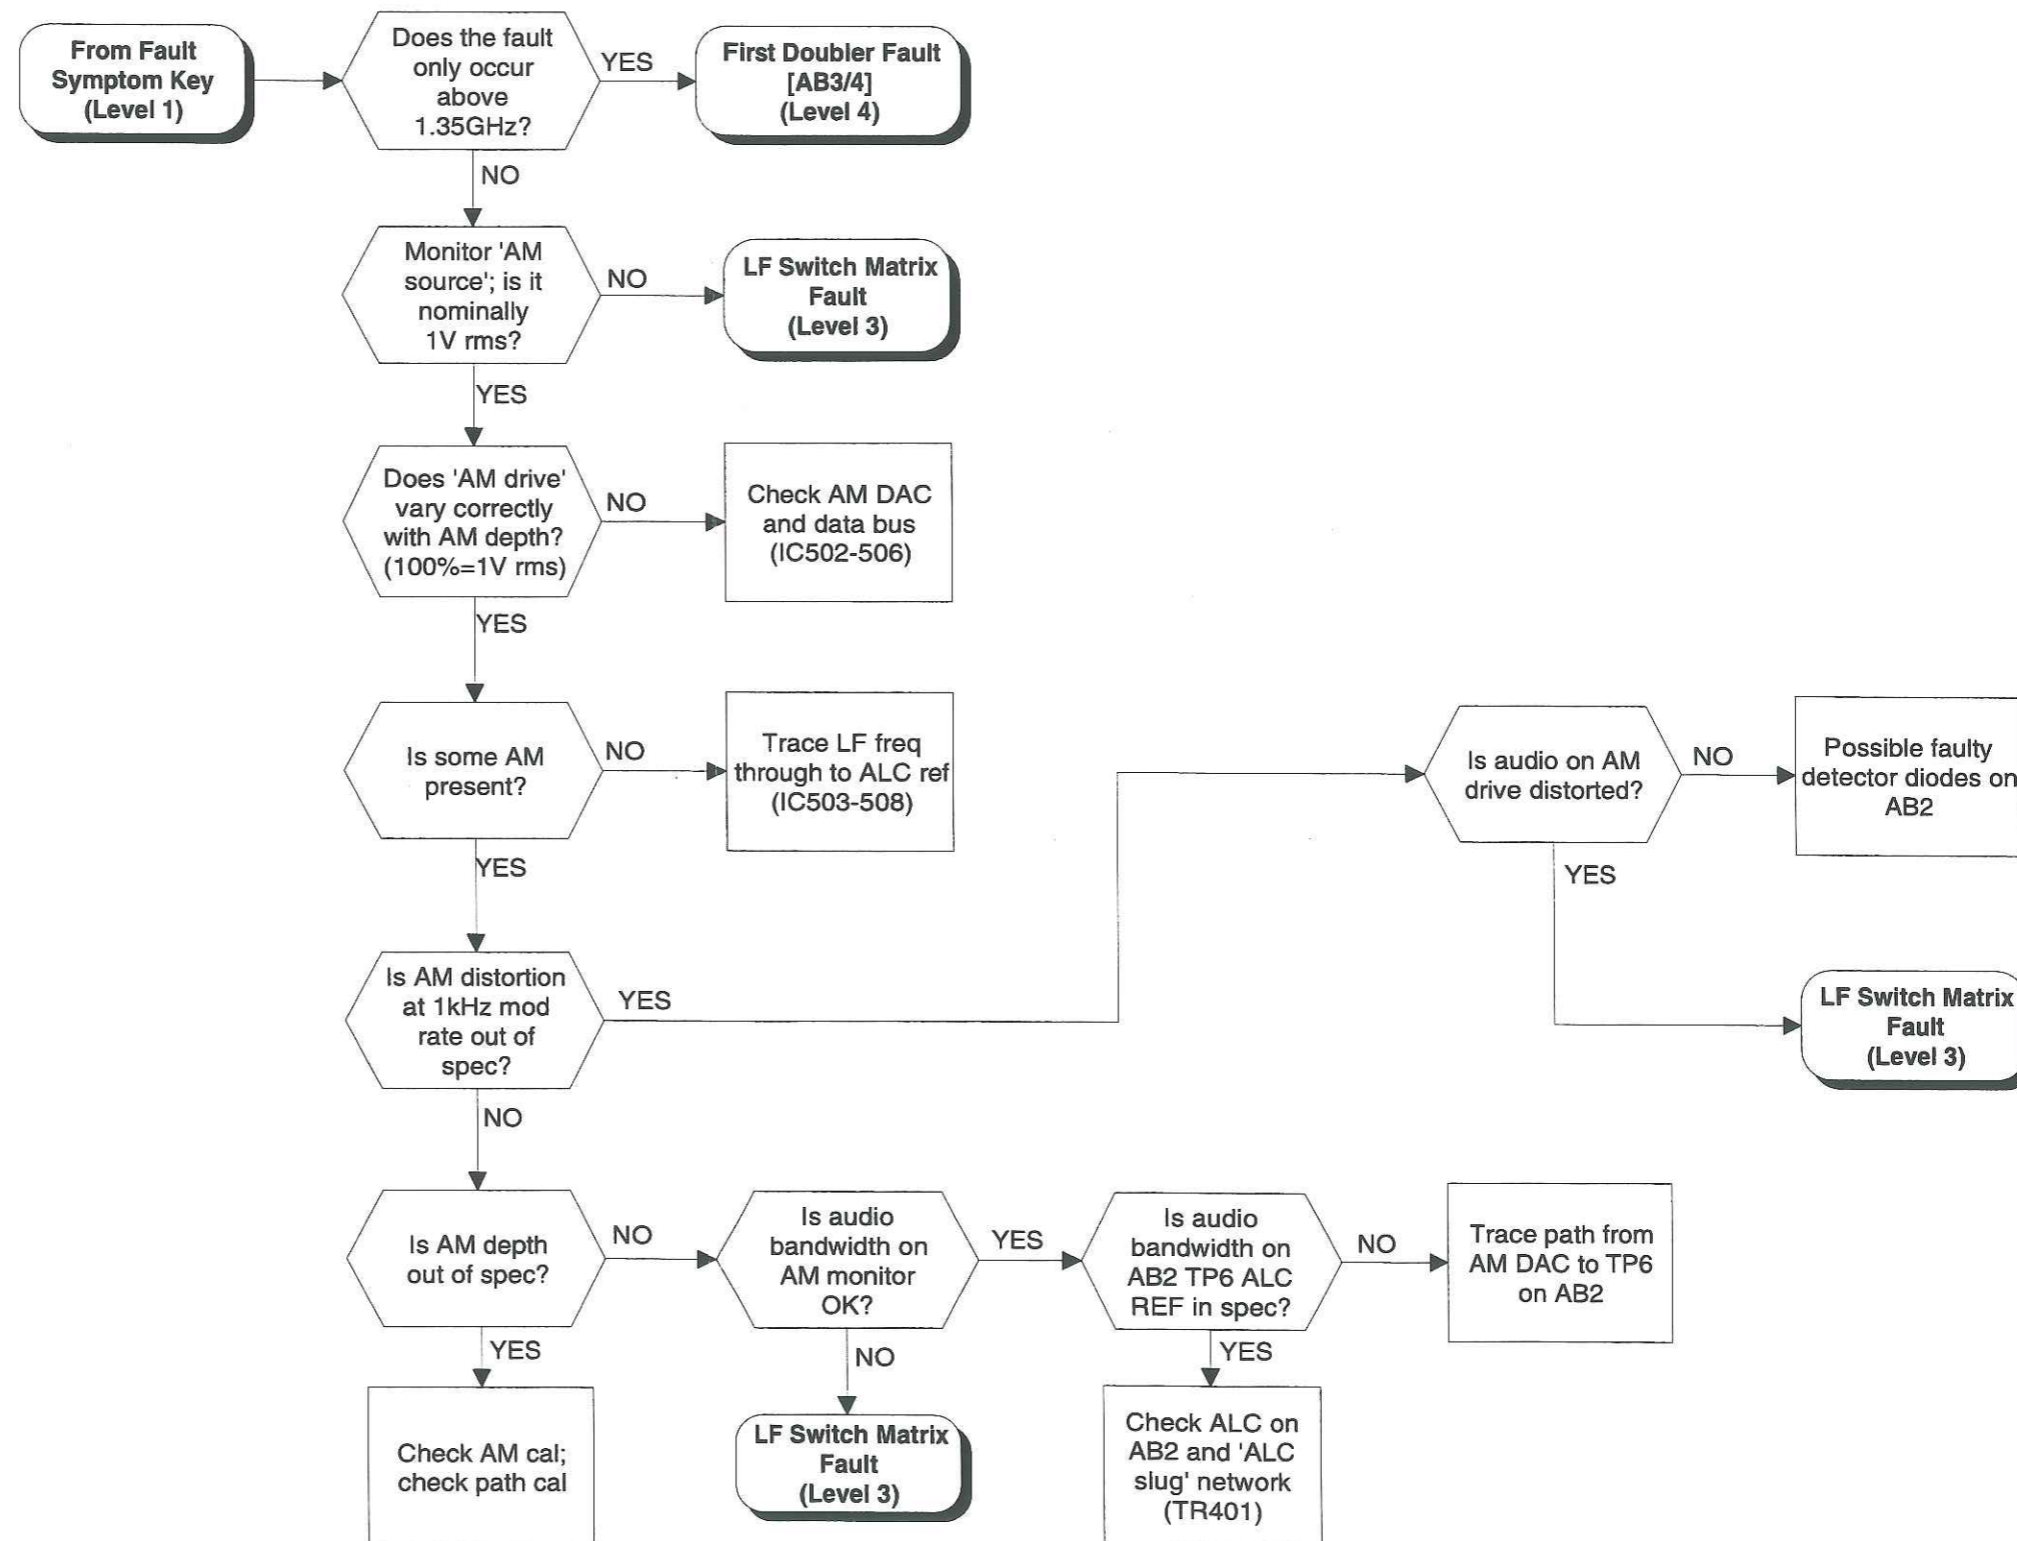 From Fault
Symptom Key
(Level 1)
Does the fault
only occur
above
1.35GHz?
YES
First Doubler Fault
[AB3/4]
(Level 4)
NO
Monitor 'AM
source'; is it
nominally
1V rms?
NO
LF Switch Matrix
Fault
(Level 3)
YES
Does 'AM drive'
vary correctly
with AM depth?
(100%=1V rms)
NO
Check AM DAC
and data bus
(IC502-506)
YES
Is some AM
present?
NO
Trace LF freq
through to ALC ref
(IC503-508)
YES
Is AM distortion
at 1kHz mod
rate out of
spec?
YES
Is audio on AM
drive distorted?
NO
Possible faulty
detector diodes on
AB2
YES
LF Switch Matrix
Fault
(Level 3)
NO
Is AM depth
out of spec?
NO
Is audio
bandwidth on
AM monitor
OK?
YES
Is audio
bandwidth on
AB2 TP6 ALC
REF in spec?
NO
Trace path from
AM DAC to TP6
on AB2
YES
Check AM cal;
check path cal
NO
LF Switch Matrix
Fault
(Level 3)
YES
Check ALC on
AB2 and 'ALC
slug' network
(TR401)